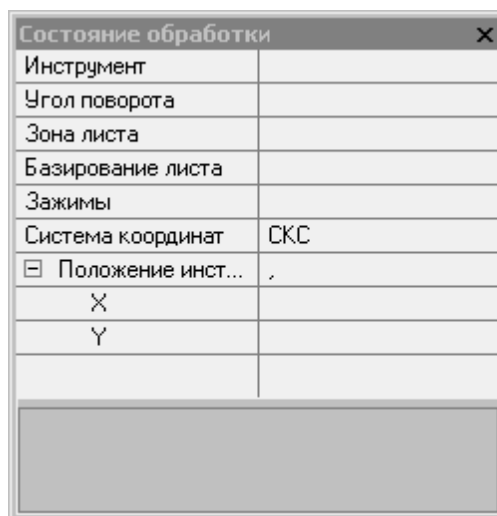 Состояние обработки
Инструмент
Угол поворота
Зона листа
Базирование листа
Зажимы
Система координат СКС
Положение инст... ,
X
Y